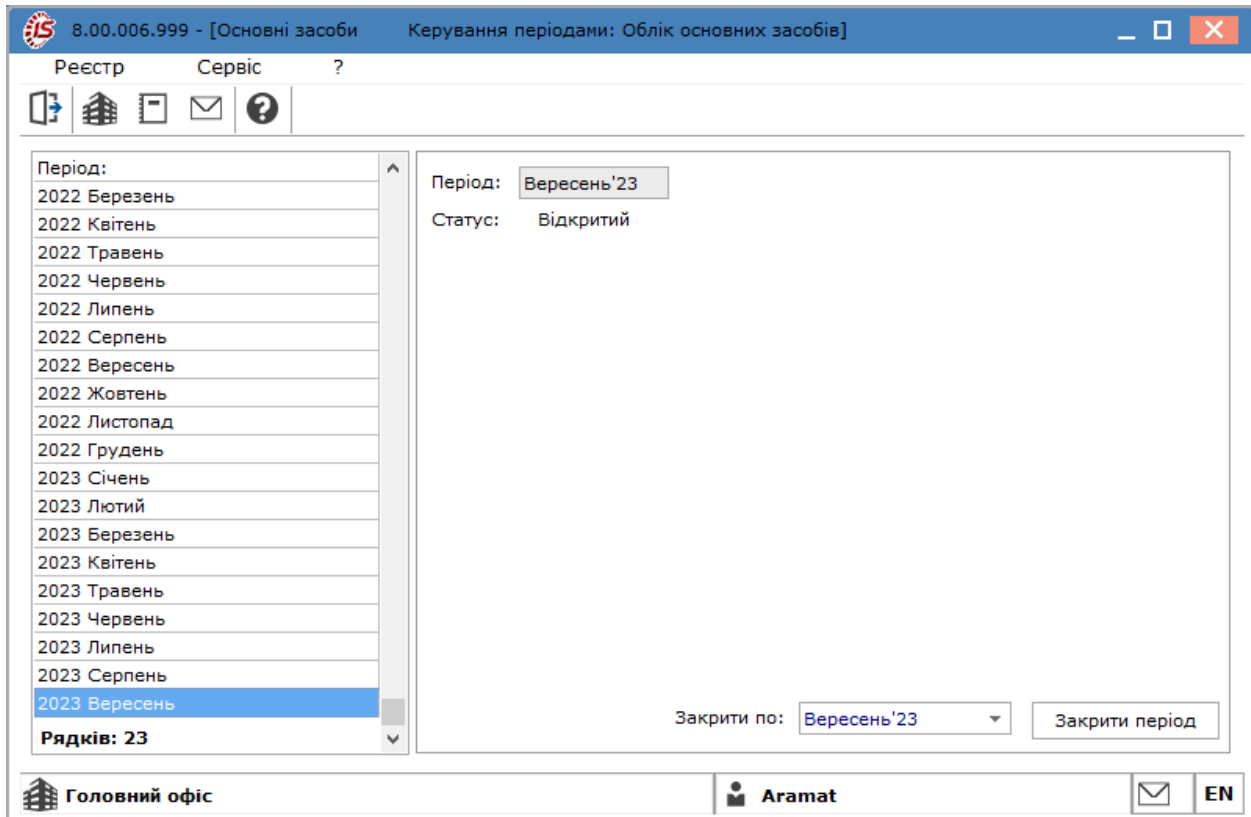 8.00.006.999 - [Основні засоби Керування періодами: Облік основних засобів]
Реєстр Сервіс ?
Період:
2022 Березень
2022 Квітень
2022 Травень
2022 Червень
2022 Липень
2022 Серпень
2022 Вересень
2022 Жовтень
2022 Листопад
2022 Грудень
2023 Січень
2023 Лютий
2023 Березень
2023 Квітень
2023 Травень
2023 Червень
2023 Липень
2023 Серпень
2023 Вересень
Рядків: 23
Період: Вересень'23
Статус: Відкритий
Закрити по: Вересень'23 Закрити період
Головний офіс Aramat EN